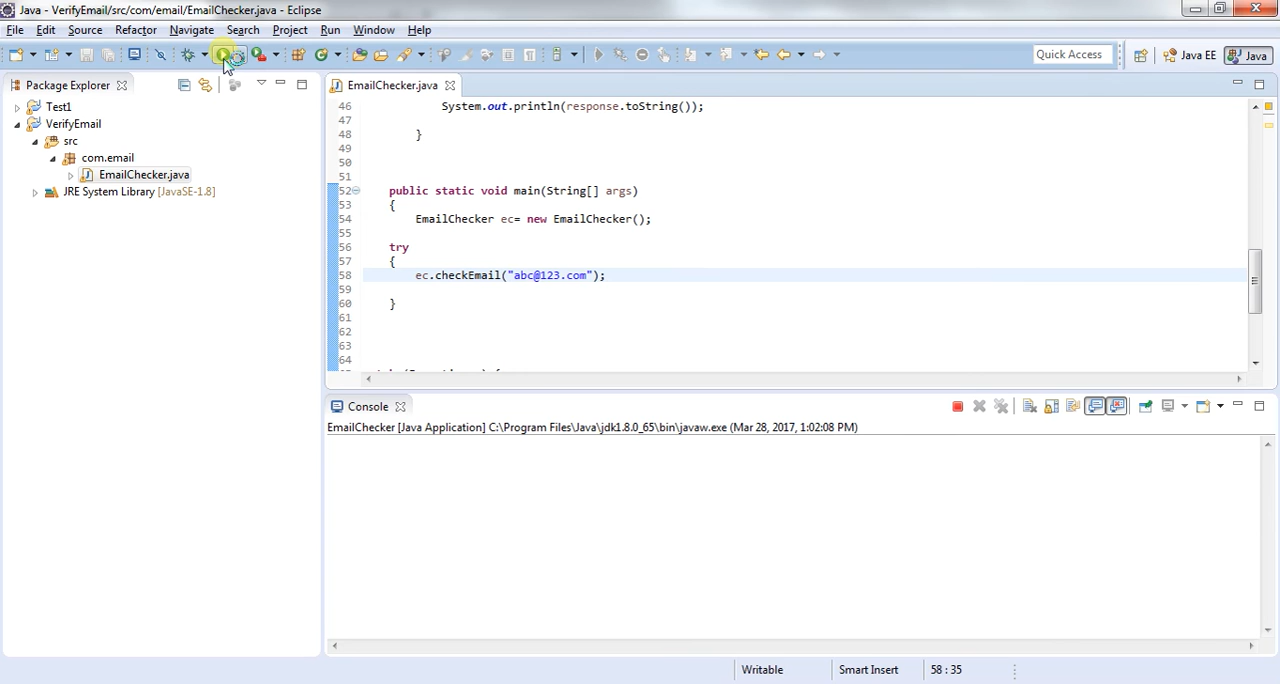 Java - VerifyEmail/src/com/email/EmailChecker.java - Eclipse
File Edit Source Refactor Navigate Search Project Run Window Help
Quick Access Java EE Java
Package Explorer
Test1
VerifyEmail
src
com.email
EmailChecker.java
JRE System Library [JavaSE-1.8]
EmailChecker.java
46 System.out.println(response.toString());
47
48 }
49
50
51
52 public static void main(String[] args)
53 {
54 EmailChecker ec= new EmailChecker();
55
56 try
57 {
58 ec.checkEmail("abc@123.com");
59
60 }
61
62
63
64
Console
EmailChecker [Java Application] C:\Program Files\Java\jdk1.8.0_65\bin\javaw.exe (Mar 28, 2017, 1:02:08 PM)
Writable Smart Insert 58 : 35